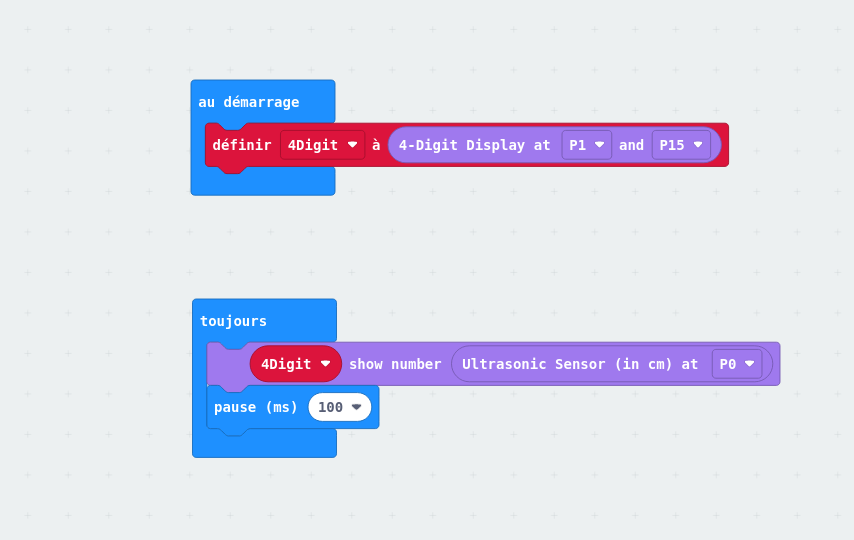 au démarrage
définir 4Digit à 4-Digit Display at P1 and P15
toujours
4Digit show number Ultrasonic Sensor (in cm) at P0
pause (ms) 100